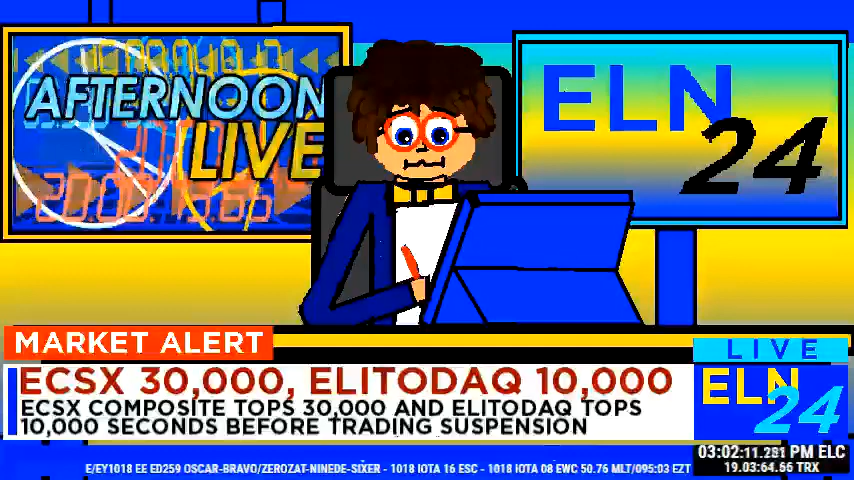 AFTERNOON
LIVE
ELN
24
MARKET ALERT
ECSX 30,000, ELITODAQ 10,000
ECSX COMPOSITE TOPS 30,000 AND ELITODAQ TOPS
10,000 SECONDS BEFORE TRADING SUSPENSION
LIVE
ELN
24
03:02:11.281 PM ELC
19.03:64.66 TRX
E/EY1018 EE ED259 OSCAR-BRAVO/ZEROZAT-NINEDE-SIXER - 1018 IOTA 16 ESC - 1018 IOTA 08 EWC 50.76 MLT/095:03 EZT